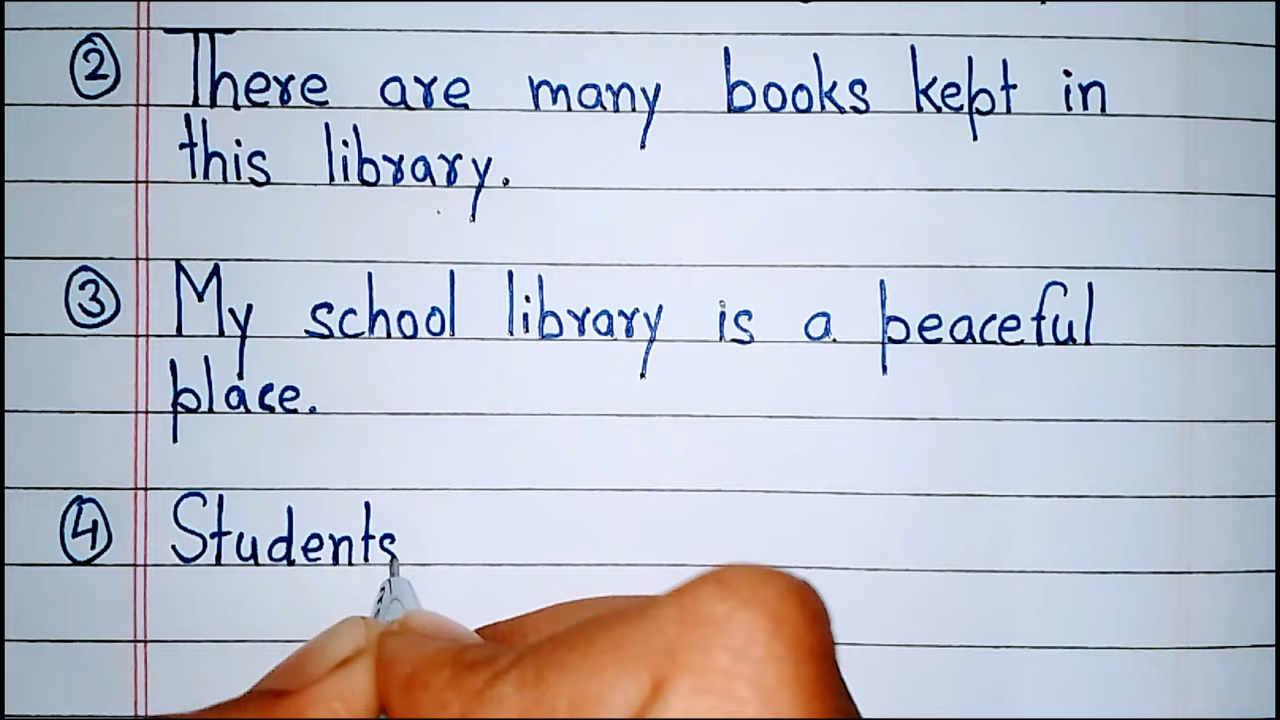 ② There are many books kept in
this library.
③ My school library is a peaceful
place.
④ Students